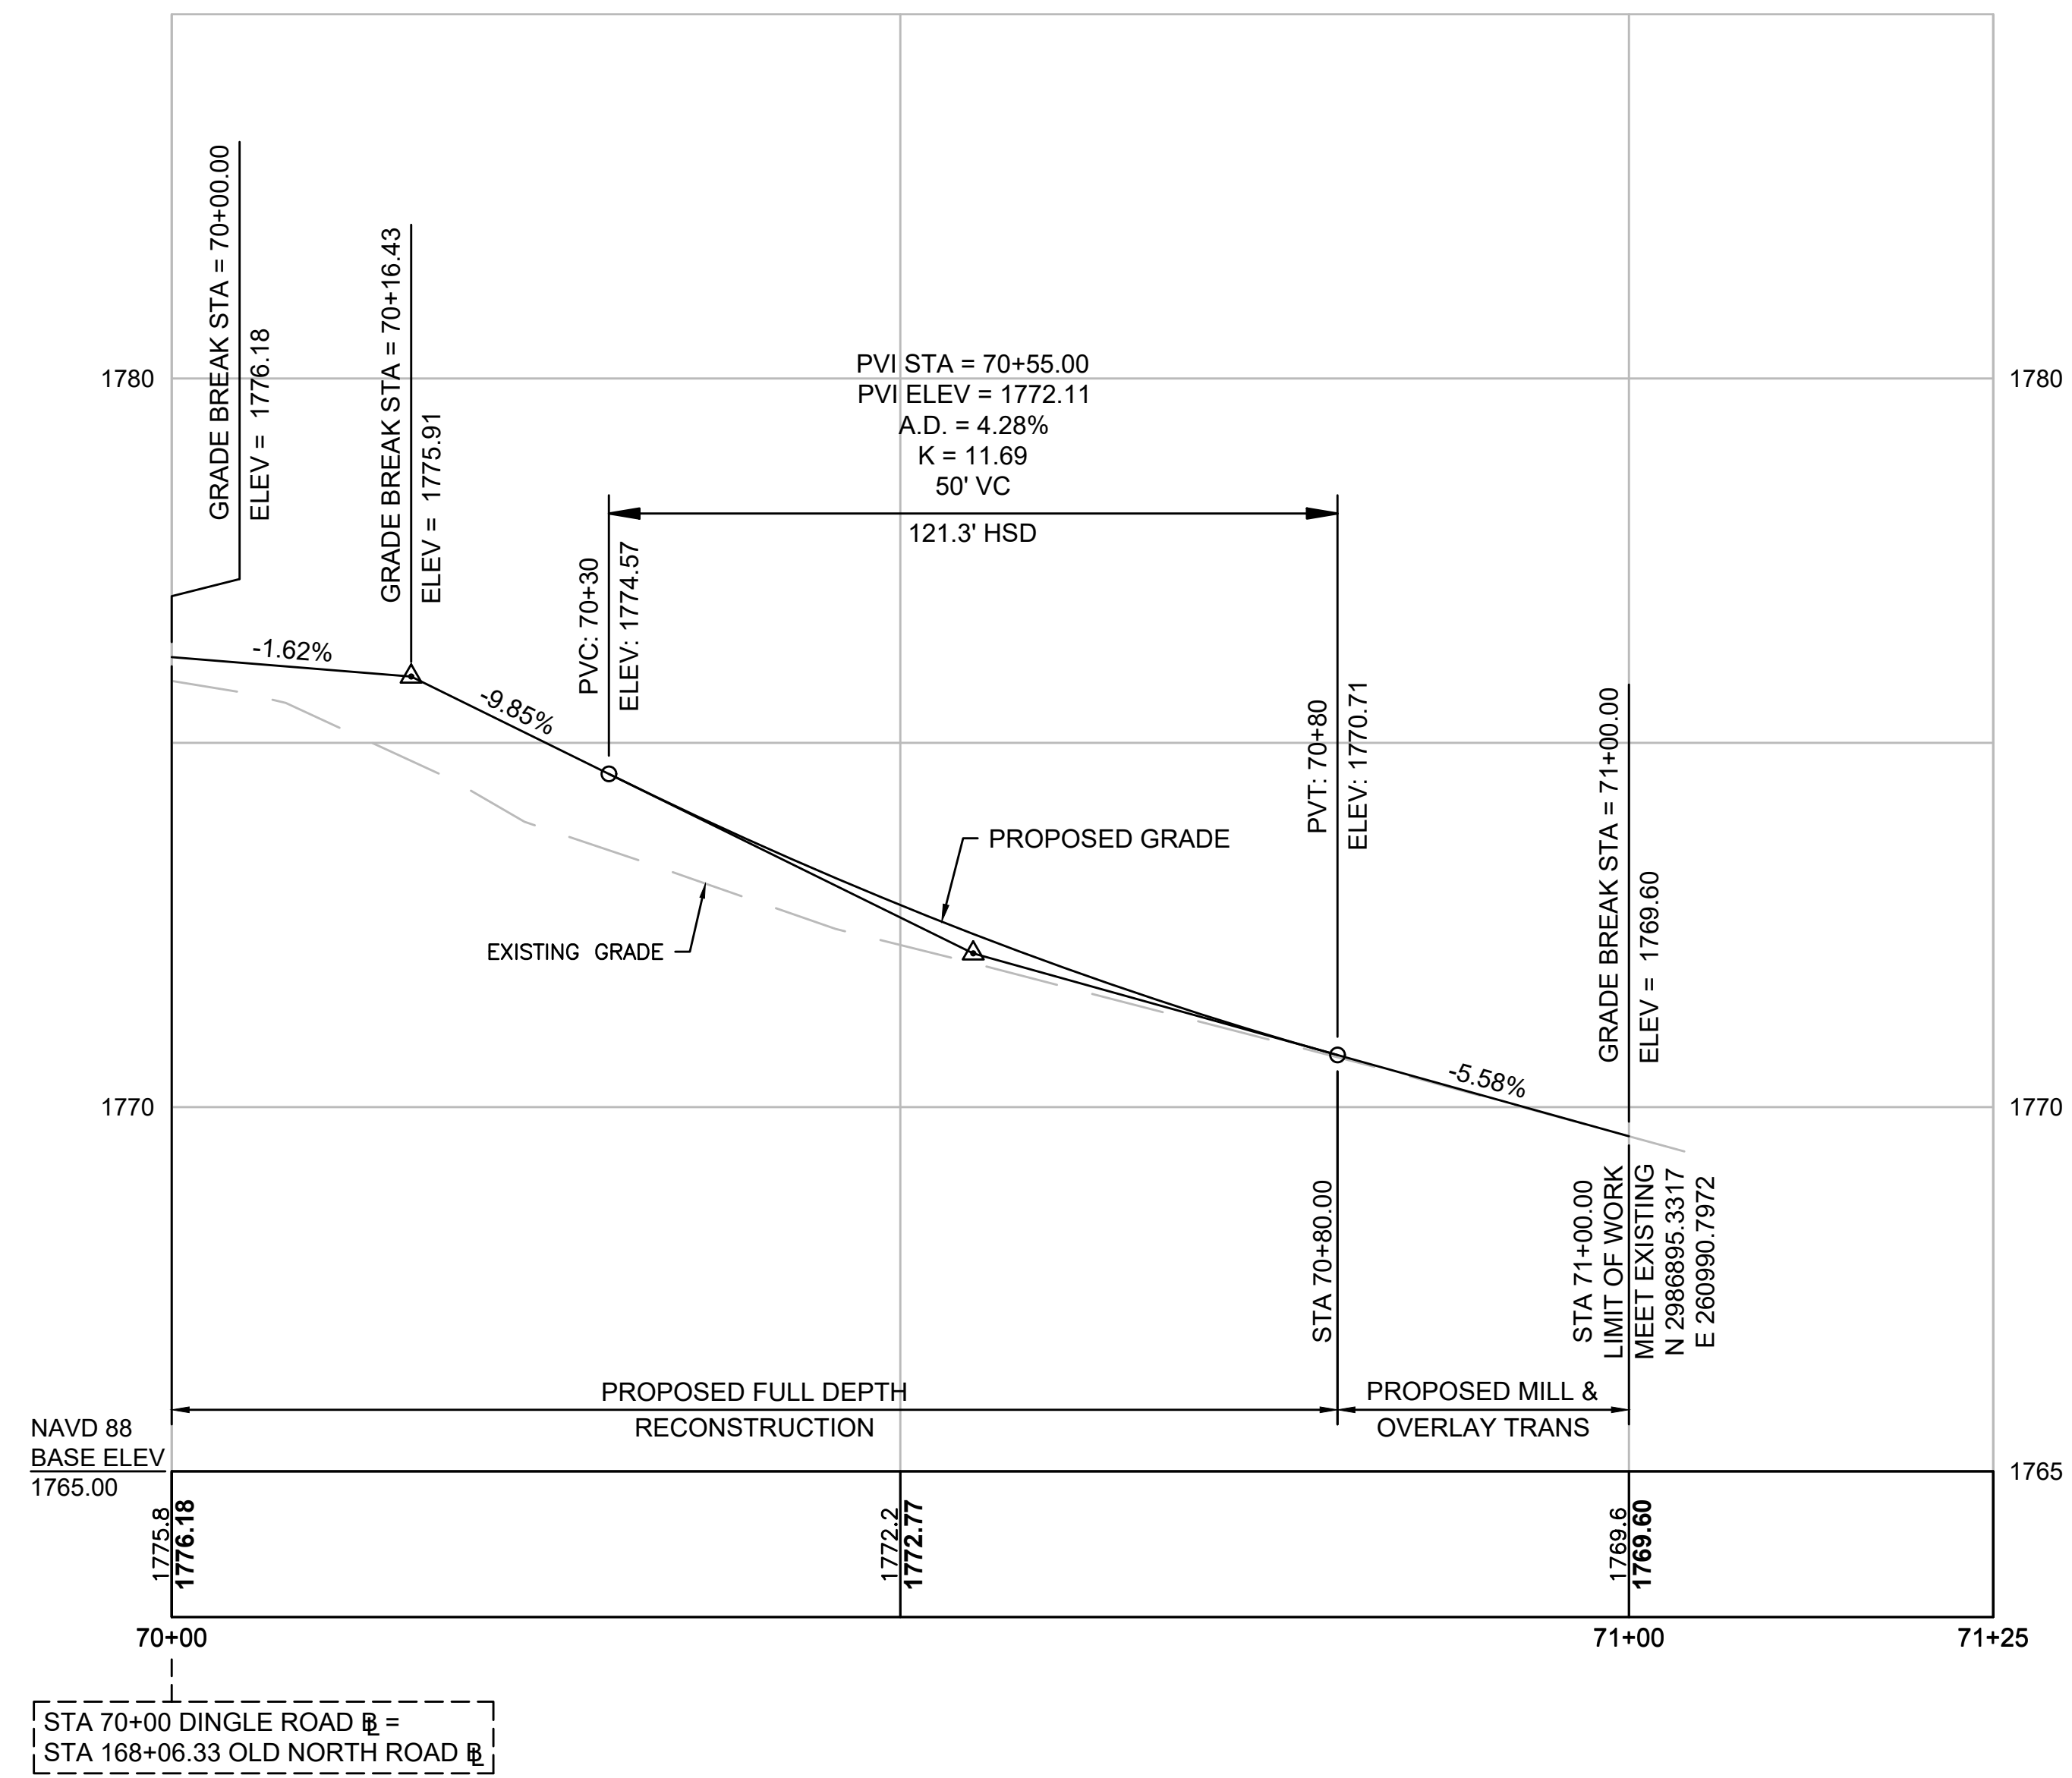 GRADE BREAK STA = 70+00.00
ELEV = 1776.18
GRADE BREAK STA = 70+16.43
ELEV = 1775.91
PVI STA = 70+55.00
PVI ELEV = 1772.11
A.D. = 4.28%
K = 11.69
50' VC
121.3' HSD
1780
1780
PVC: 70+30
ELEV: 1774.57
-1.62%
-9.85%
PVT: 70+80
ELEV: 1770.71
GRADE BREAK STA = 71+00.00
ELEV = 1769.60
PROPOSED GRADE
EXISTING GRADE
-5.58%
1770
1770
STA 70+80.00
STA 71+00.00
LIMIT OF WORK
MEET EXISTING
N 2986895.3317
E 260990.7972
PROPOSED FULL DEPTH
RECONSTRUCTION
PROPOSED MILL &
OVERLAY TRANS
NAVD 88
BASE ELEV
1765.00
1765
1775.8
1776.18
1772.2
1772.77
1769.6
1769.60
70+00
71+00
71+25
STA 70+00 DINGLE ROAD BL =
STA 168+06.33 OLD NORTH ROAD BL